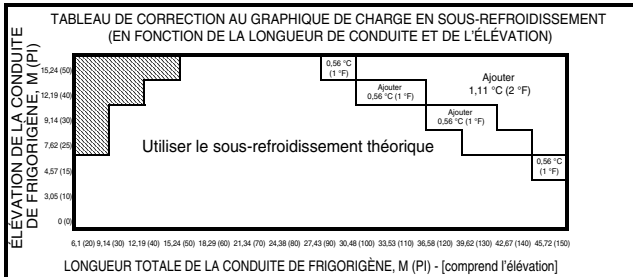 TABLEAU DE CORRECTION AU GRAPHIQUE DE CHARGE EN SOUS-REFROIDISSEMENT
(EN FONCTION DE LA LONGUEUR DE CONDUITE ET DE L'ÉLÉVATION)
ÉLÉVATION DE LA CONDUITE
DE FRIGORIGÈNE, M (PI)
15,24 (50)
12,19 (40)
9,14 (30)
7,62 (25)
4,57 (15)
3,05 (10)
0 (0)
0,56 °C
(1 °F)
Ajouter
0,56 °C (1 °F)
Ajouter
1,11 °C (2 °F)
Ajouter
0,56 °C (1 °F)
0,56 °C
(1 °F)
Utiliser le sous-refroidissement théorique
6,1 (20) 9,14 (30) 12,19 (40) 15,24 (50) 18,29 (60) 21,34 (70) 24,38 (80) 27,43 (90) 30,48 (100) 33,53 (110) 36,58 (120) 39,62 (130) 42,67 (140) 45,72 (150)
LONGUEUR TOTALE DE LA CONDUITE DE FRIGORIGÈNE, M (PI) - [comprend l'élévation]